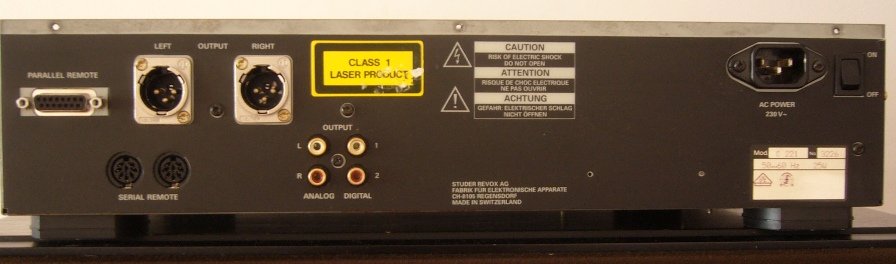 LEFT OUTPUT RIGHT
PARALLEL REMOTE
SERIAL REMOTE
CLASS 1
LASER PRODUCT
OUTPUT
L 1
R 2
ANALOG DIGITAL
CAUTION
RISK OF ELECTRIC SHOCK
DO NOT OPEN
ATTENTION
RISQUE DE CHOC ELECTRIQUE
NE PAS OUVRIR
ACHTUNG
GEFAHR: ELEKTRISCHER SCHLAG
NICHT ÖFFNEN
STUDER REVOX AG
FABRIK FÜR ELEKTRONISCHE APPARATE
CH-8105 REGENSDORF
MADE IN SWITZERLAND
ON
OFF
AC POWER
230 V~
Mod. C 221 No 3226
50...60 Hz 25W